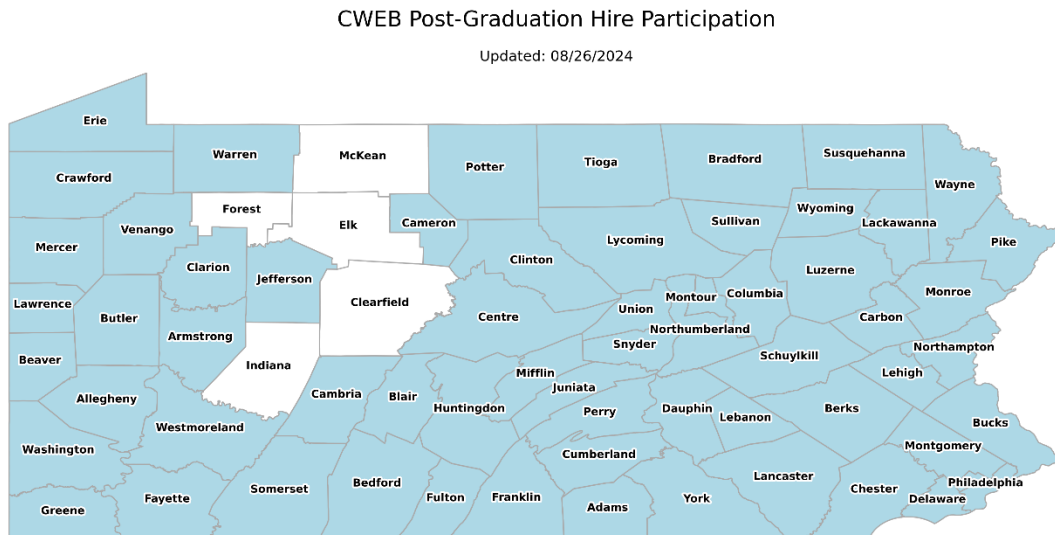 CWEB Post-Graduation Hire Participation
Updated: 08/26/2024
Erie
Warren
McKean
Potter
Tioga
Bradford
Susquehanna
Crawford
Wayne
Forest
Venango
Elk
Cameron
Sullivan
Wyoming
Lackawanna
Mercer
Lycoming
Pike
Clarion
Jefferson
Clinton
Luzerne
Lawrence
Butler
Clearfield
Centre
Union
Montour
Columbia
Monroe
Carbon
Armstrong
Northumberland
Snyder
Schuylkill
Northampton
Beaver
Indiana
Mifflin
Lehigh
Allegheny
Cambria
Blair
Huntingdon
Juniata
Perry
Dauphin
Lebanon
Berks
Bucks
Westmoreland
Washington
Cumberland
Montgomery
Fayette
Somerset
Bedford
Fulton
Franklin
Adams
York
Lancaster
Chester
Philadelphia
Delaware
Greene